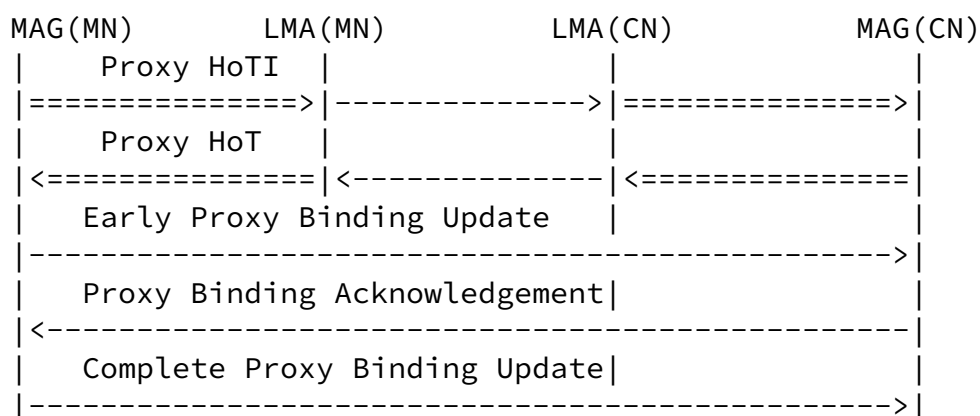 MAG(MN) LMA(MN) LMA(CN) MAG(CN)
| Proxy HoTI | | |
|===============>|-------------->|===============>|
| Proxy HoT | | |
|<===============|<--------------|<===============|
| Early Proxy Binding Update | |
|------------------------------------------------>|
| Proxy Binding Acknowledgement| |
|<------------------------------------------------|
| Complete Proxy Binding Update| |
|------------------------------------------------>|